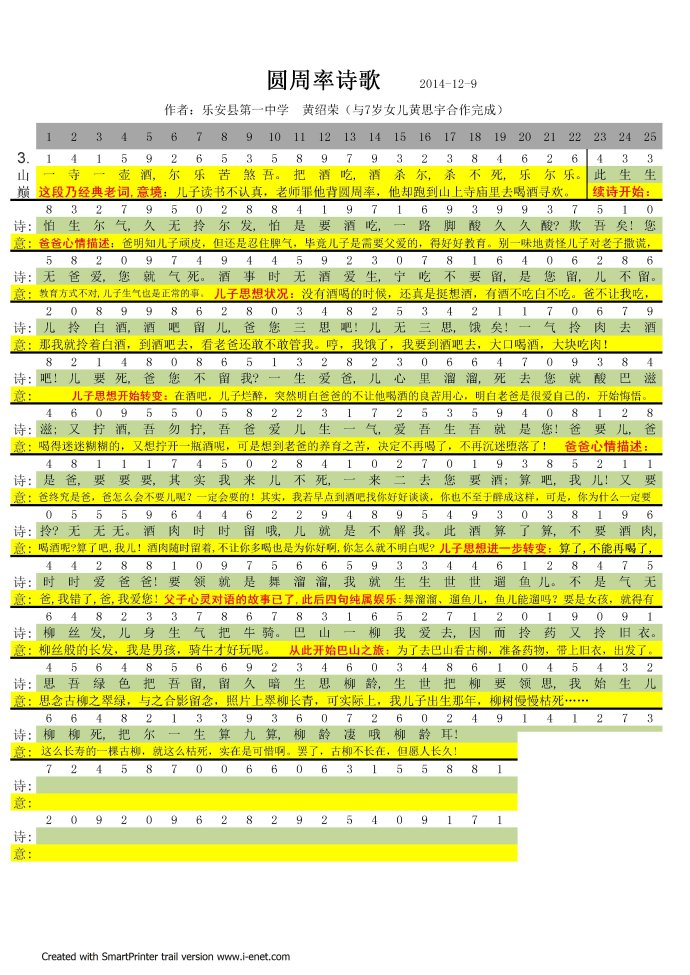 圆周率诗歌 2014-12-9
作者：乐安县第一中学 黄绍荣（与7岁女儿黄思宇合作完成）
1 2 3 4 5 6 7 8 9 10 11 12 13 14 15 16 17 18 19 20 21 22 23 24 25
3. 1 4 1 5 9 2 6 5 3 5 8 9 7 9 3 2 3 8 4 6 2 6 4 3 3
山 一 寺 一 壶 酒, 尔 乐 苦 煞 吾。 把 酒 吃, 酒 杀 尔, 杀 不 死, 乐 尔 乐。 此 生 生
巅 这段乃经典老词,意境：儿子读书不认真，老师罪他背圆周率，他却跑到山上寺庙里去喝酒寻欢。 续诗开始：
8 3 2 7 9 5 0 2 8 8 4 1 9 7 1 6 9 3 9 9 3 7 5 1 0
诗: 怕 生 尔 气, 久 无 拎 尔 发, 怕 是 要 酒 吃, 一 路 脚 酸 久 久 酸? 欺 吾 矣! 您
意: 爸爸心情描述：爸明知儿子顽皮，但还是忍住脾气，毕竟儿子是需要父爱的，得好好教育。别一味地责怪儿子对老子撒谎，
5 8 2 0 9 7 4 9 4 4 5 9 2 3 0 7 8 1 6 4 0 6 2 8 6
诗: 无 爸 爱, 您 就 气 死。 酒 事 时 无 酒 爱 生, 宁 吃 不 要 留, 是 您 留, 儿 不 留。
意: 教育方式不对,儿子生气也是正常的事。 儿子思想状况：没有酒喝的时候，还真是挺想酒，有酒不吃白不吃。爸不让我吃，
2 0 8 9 9 8 6 2 8 0 3 4 8 2 5 3 4 2 1 1 7 0 6 7 9
诗: 儿 拎 白 酒, 酒 吧 留 儿, 爸 您 三 思 吧! 儿 无 三 思, 饿 矣! 一 气 拎 肉 去 酒
意: 那我就拎着白酒，到酒吧去，看老爸还敢不敢管我。哼，我饿了，我要到酒吧去，大口喝酒，大块吃肉！
8 2 1 4 8 0 8 6 5 1 3 2 8 2 3 0 6 6 4 7 0 9 3 8 4
诗: 吧! 儿 要 死, 爸 您 不 留 我? 一 生 爱 爸, 儿 心 里 溜 溜, 死 去 您 就 酸 巴 滋
意: 儿子思想开始转变：在酒吧，儿子烂醉，突然明白爸爸的不让他喝酒的良苦用心，明白老爸是很爱自己的，开始悔悟。
4 6 0 9 5 5 0 5 8 2 2 3 1 7 2 5 3 5 9 4 0 8 1 2 8
诗: 滋; 又 拧 酒, 吾 勿 拧, 吾 爸 爱 儿 生 一 气, 爱 吾 生 吾 就 是 您! 爸 要 儿, 爸
意: 喝得迷迷糊糊的，又想拧开一瓶酒呢，可是想到老爸的养育之苦，决定不再喝了，不再沉迷堕落了！ 爸爸心情描述：
4 8 1 1 1 7 4 5 0 2 8 4 1 0 2 7 0 1 9 3 8 5 2 1 1
诗: 是 爸, 要 要 要, 其 实 我 来 儿 不 死, 一 来 二 去 您 要 酒; 算 吧, 我 儿! 又 要
意: 爸终究是爸，爸怎么会不要儿呢？一定会要的！其实，我若早点到酒吧找你好好谈谈，你也不至于醉成这样，可是，你为什么一定要
0 5 5 5 9 6 4 4 6 2 2 9 4 8 9 5 4 9 3 0 3 8 1 9 6
诗: 拎? 无 无 无。 酒 肉 时 时 留 哦, 儿 就 是 不 解 我。 此 酒 算 了 算, 不 要 酒 肉,
意: 喝酒呢?算了吧,我儿! 酒肉随时留着,不让你多喝也是为你好啊,你怎么就不明白呢? 儿子思想进一步转变：算了,不能再喝了,
4 4 2 8 8 1 0 9 7 5 6 6 5 9 3 3 4 4 6 1 2 8 4 7 5
诗: 时 时 爱 爸 爸! 要 领 就 是 舞 溜 溜, 我 就 生 生 世 世 遛 鱼 儿。 不 是 气 无
意: 爸,我错了,爸,我爱您! 父子心灵对语的故事已了,此后四句纯属娱乐:舞溜溜、遛鱼儿，鱼儿能遛吗？要是女孩，就得有
6 4 8 2 3 3 7 8 6 7 8 3 1 6 5 2 7 1 2 0 1 9 0 9 1
诗: 柳 丝 发, 儿 身 生 气 把 牛 骑。 巴 山 一 柳 我 爱 去, 因 而 拎 药 又 拎 旧 衣。
意: 柳丝般的长发，我是男孩，骑牛才好玩呢。 从此开始巴山之旅：为了去巴山看古柳，准备药物，带上旧衣，出发了。
4 5 6 4 8 5 6 6 9 2 3 4 6 0 3 4 8 6 1 0 4 5 4 3 2
诗: 思 吾 绿 色 把 吾 留, 留 久 暗 生 思 柳 龄, 生 世 把 柳 要 领 思, 我 始 生 儿
意: 思念古柳之翠绿，与之合影留念，照片上翠柳长青，可实际上，我儿子出生那年，柳树慢慢枯死……
6 6 4 8 2 1 3 3 9 3 6 0 7 2 6 0 2 4 9 1 4 1 2 7 3
诗: 柳 柳 死, 把 尔 一 生 算 九 算, 柳 龄 凄 哦 柳 龄 耳!
意: 这么长寿的一棵古柳，就这么枯死，实在是可惜啊。罢了，古柳不长在，但愿人长久！
7 2 4 5 8 7 0 0 6 6 0 6 3 1 5 5 8 8 1
诗:
意:
2 0 9 2 0 9 6 2 8 2 9 2 5 4 0 9 1 7 1
诗:
意:
Created with SmartPrinter trail version www.i-enet.com